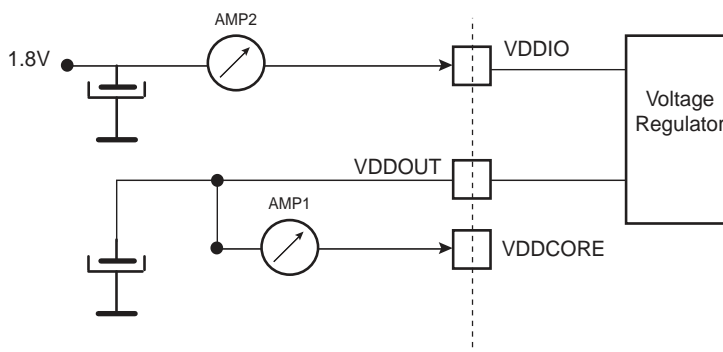 AMP2
1.8V
VDDIO
Voltage
Regulator
VDDOUT
AMP1
VDDCORE